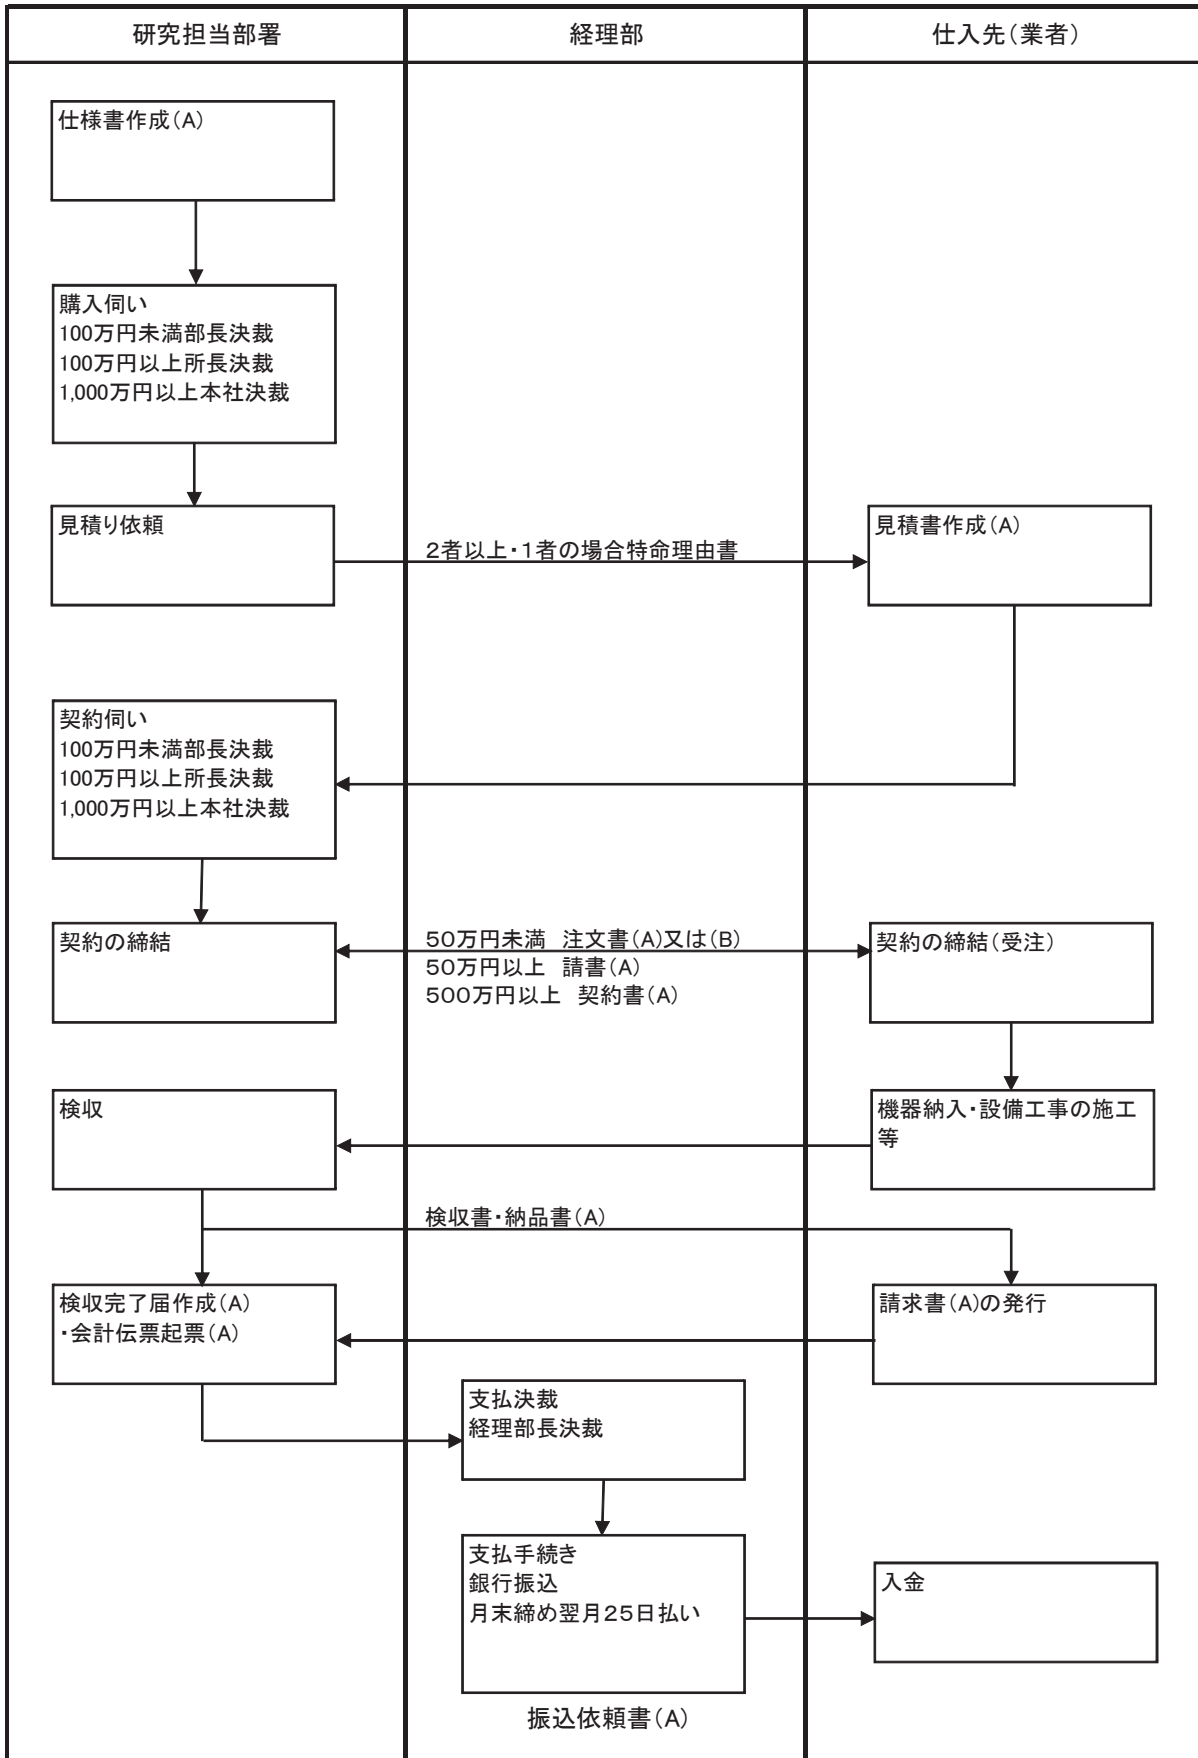 研究担当部署
経理部
仕入先(業者)
仕様書作成(A)
購入伺い
100万円未満部長決裁
100万円以上所長決裁
1,000万円以上本社決裁
見積り依頼
2者以上・1者の場合特命理由書
見積書作成(A)
契約伺い
100万円未満部長決裁
100万円以上所長決裁
1,000万円以上本社決裁
契約の締結
50万円未満 注文書(A)又は(B)
50万円以上 請書(A)
500万円以上 契約書(A)
契約の締結(受注)
検収
機器納入・設備工事の施工
等
検収書・納品書(A)
検収完了届作成(A)
・会計伝票起票(A)
請求書(A)の発行
支払決裁
経理部長決裁
支払手続き
銀行振込
月末締め翌月25日払い
入金
振込依頼書(A)